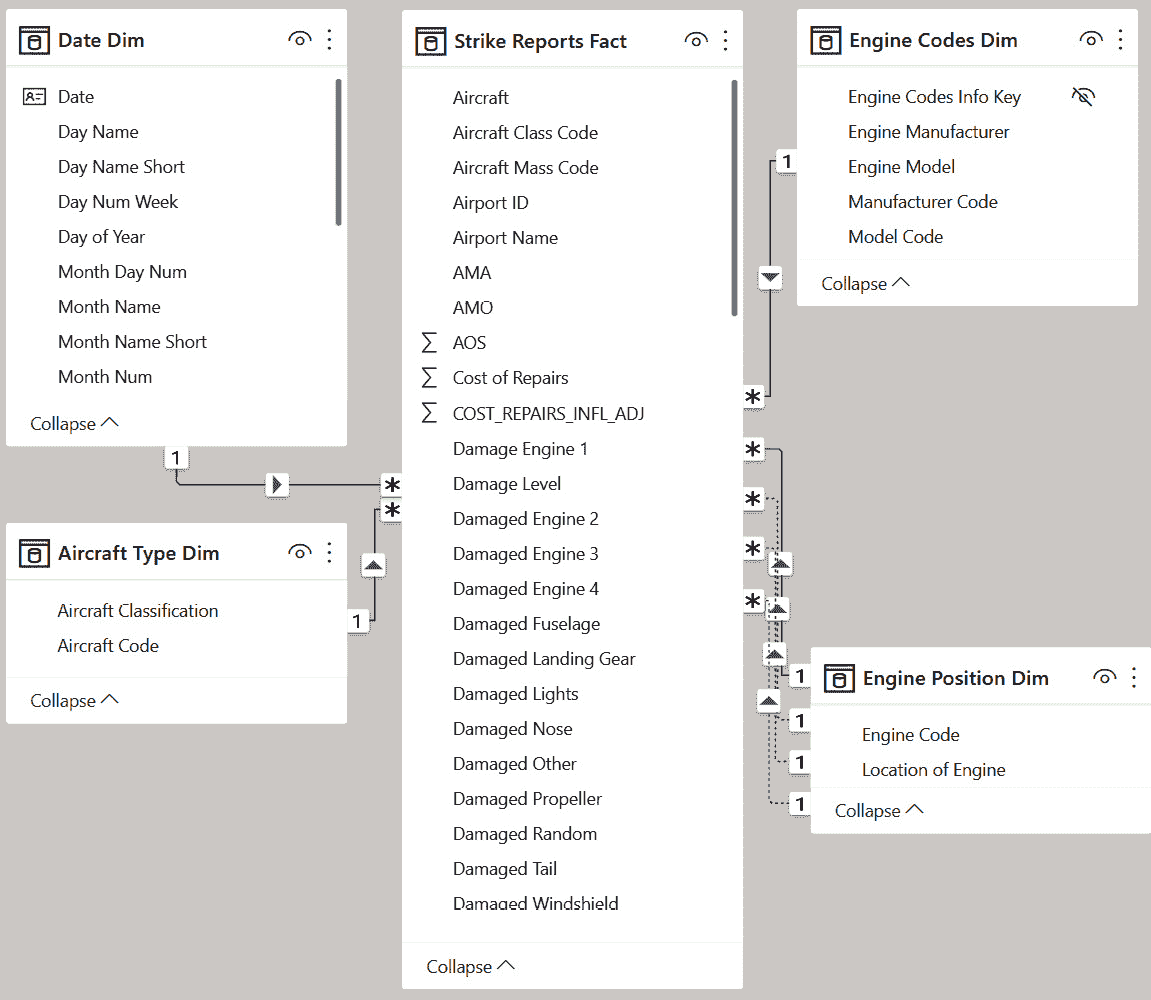 Date Dim
Date
Day Name
Day Name Short
Day Num Week
Day of Year
Month Day Num
Month Name
Month Name Short
Month Num
Collapse
1
*
Aircraft Type Dim
Aircraft Classification
Aircraft Code
Collapse
1
*
Strike Reports Fact
Aircraft
Aircraft Class Code
Aircraft Mass Code
Airport ID
Airport Name
AMA
AMO
Σ AOS
Σ Cost of Repairs
Σ COST_REPAIRS_INFL_ADJ
Damage Engine 1
Damage Level
Damaged Engine 2
Damaged Engine 3
Damaged Engine 4
Damaged Fuselage
Damaged Landing Gear
Damaged Lights
Damaged Nose
Damaged Other
Damaged Propeller
Damaged Random
Damaged Tail
Damaged Windshield
Collapse
Engine Codes Dim
Engine Codes Info Key
Engine Manufacturer
Engine Model
Manufacturer Code
Model Code
Collapse
1
*
*
*
*
*
Engine Position Dim
Engine Code
Location of Engine
Collapse
1
1
1
1